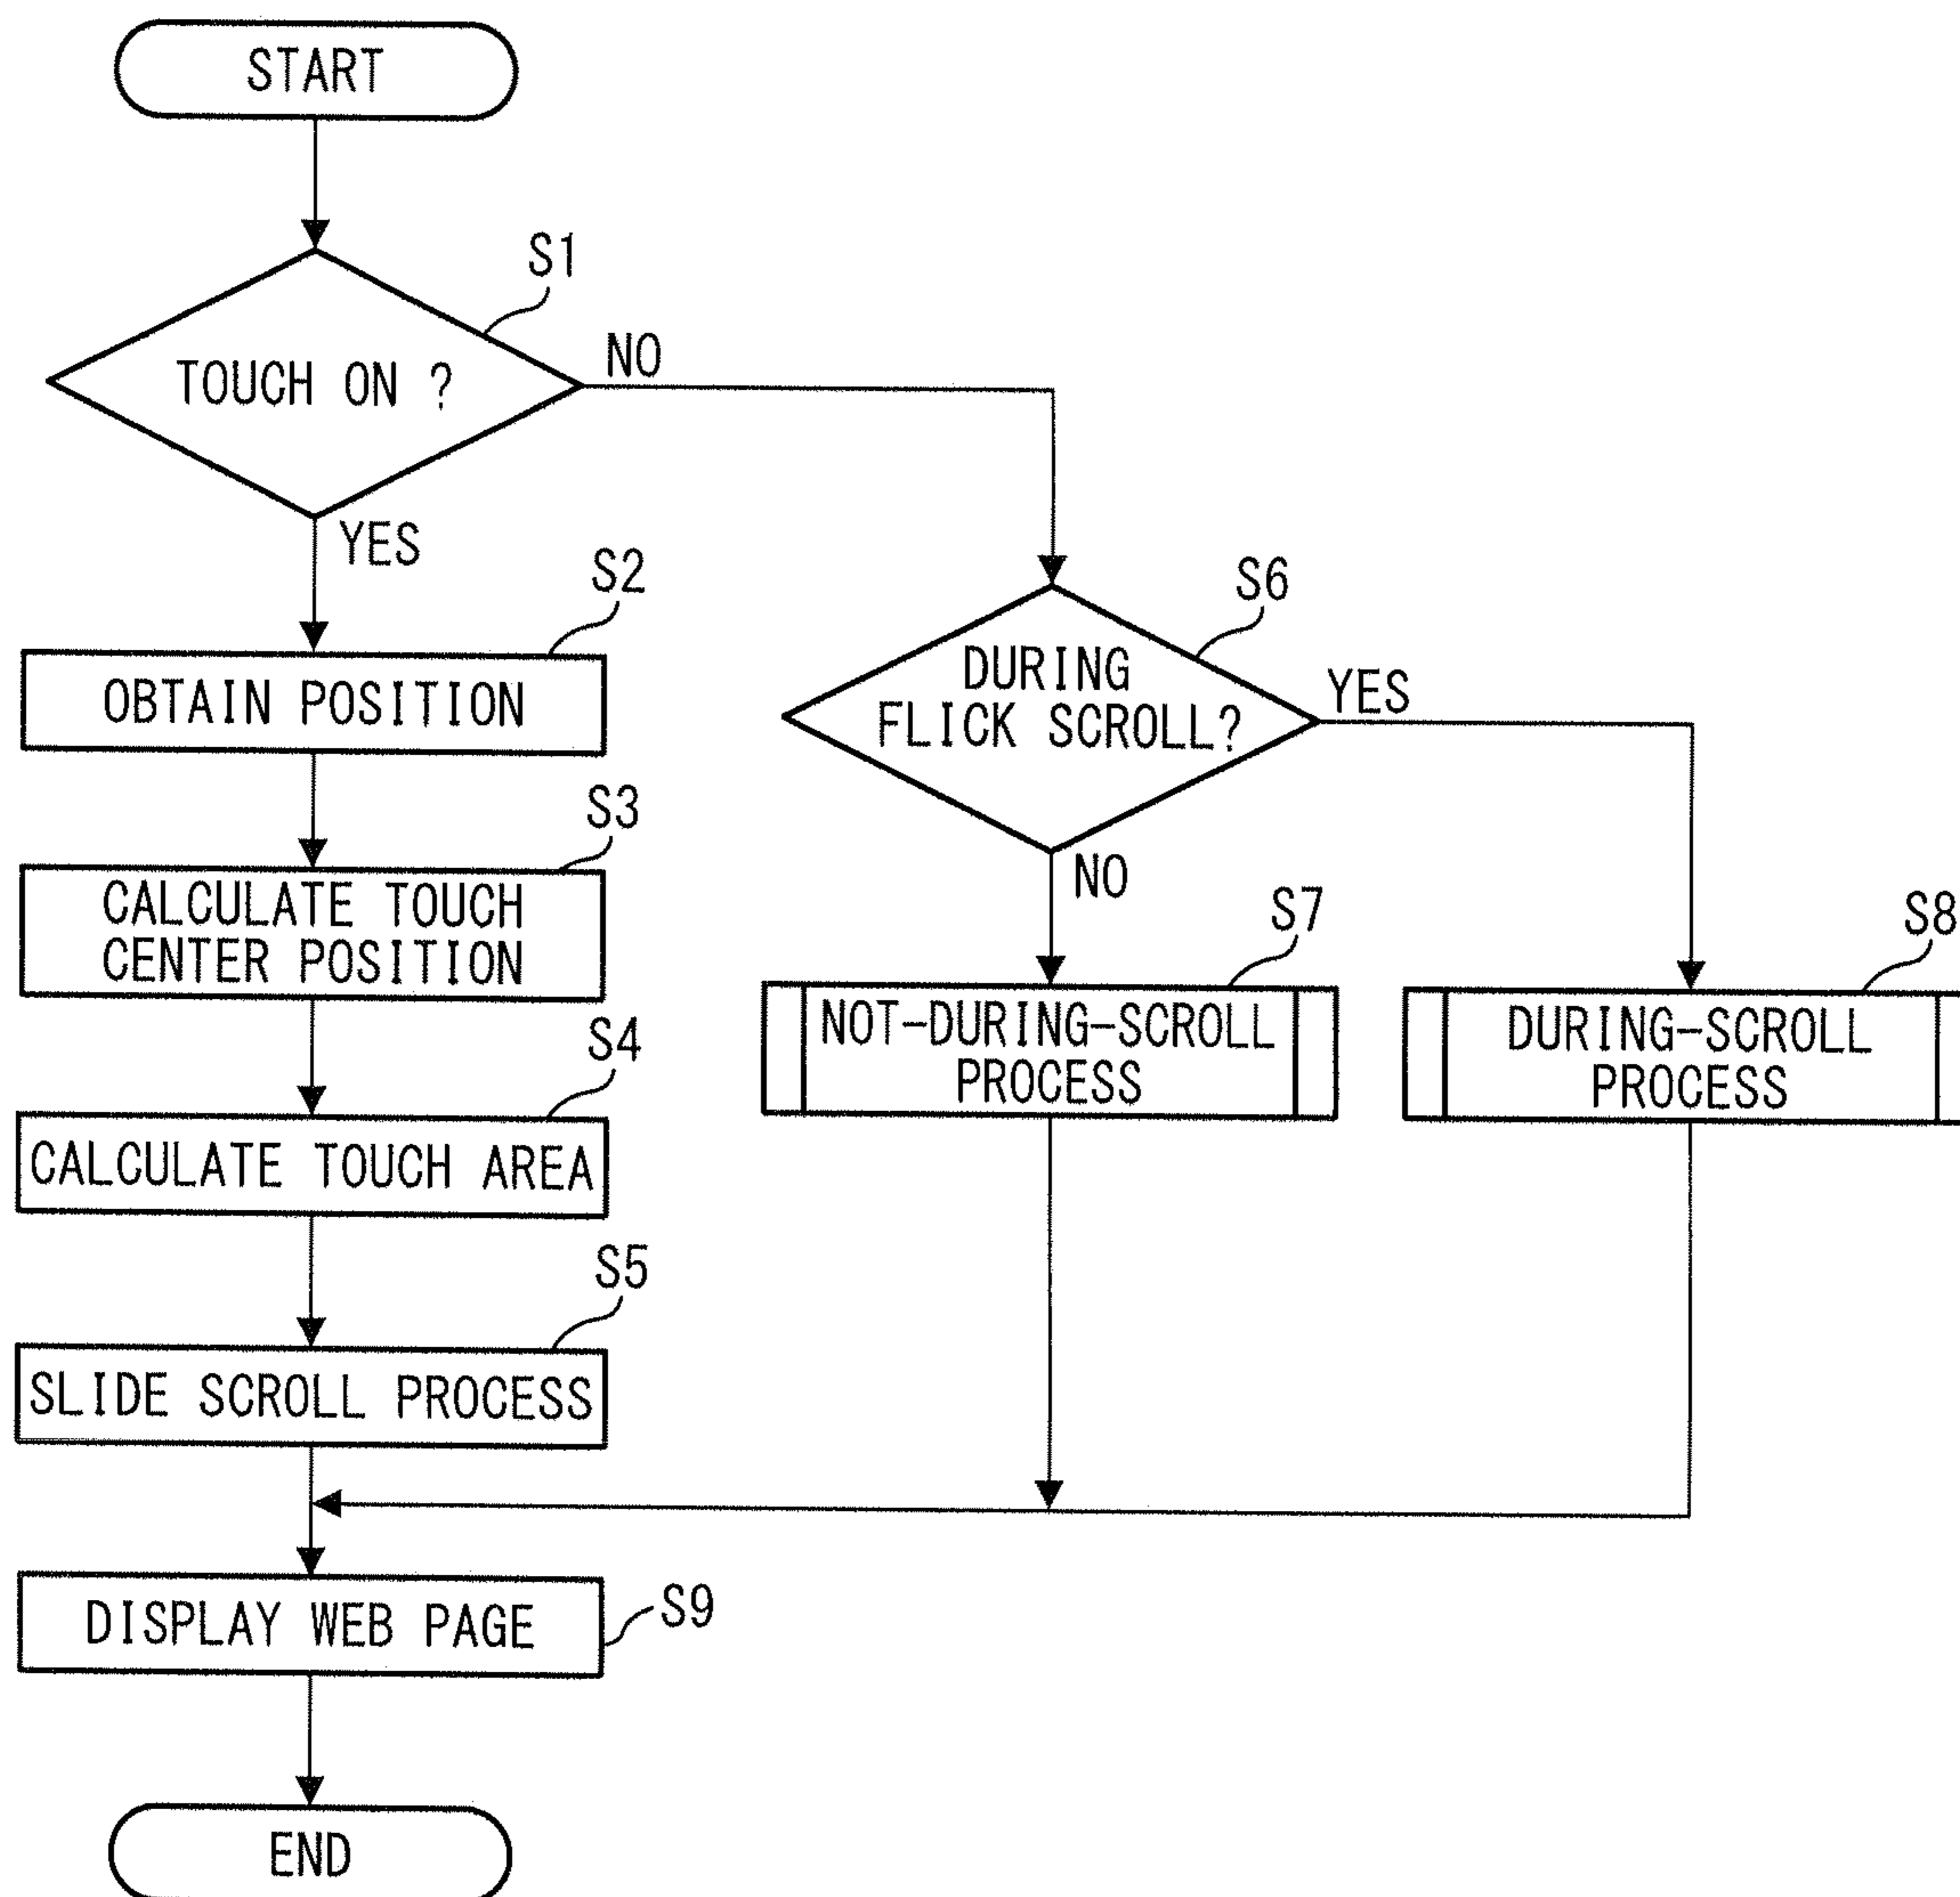 START
S1
TOUCH ON ?
NO
YES
S2
OBTAIN POSITION
S3
CALCULATE TOUCH
CENTER POSITION
S4
CALCULATE TOUCH AREA
S5
SLIDE SCROLL PROCESS
S6
DURING
FLICK SCROLL?
YES
NO
S7
NOT-DURING-SCROLL
PROCESS
S8
DURING-SCROLL
PROCESS
DISPLAY WEB PAGE
S9
END